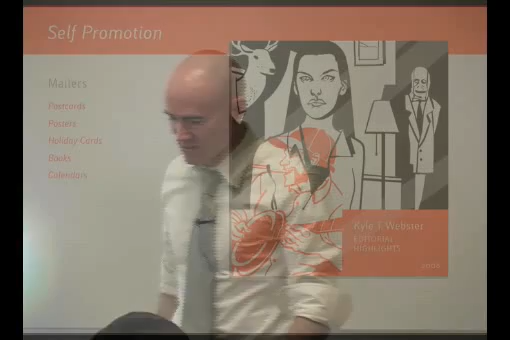 Self Promotion
Mailers
Postcards
Posters
Holiday Cards
Books
Calendars
Kyle T. Webster
EDITORIAL
HIGHLIGHTS